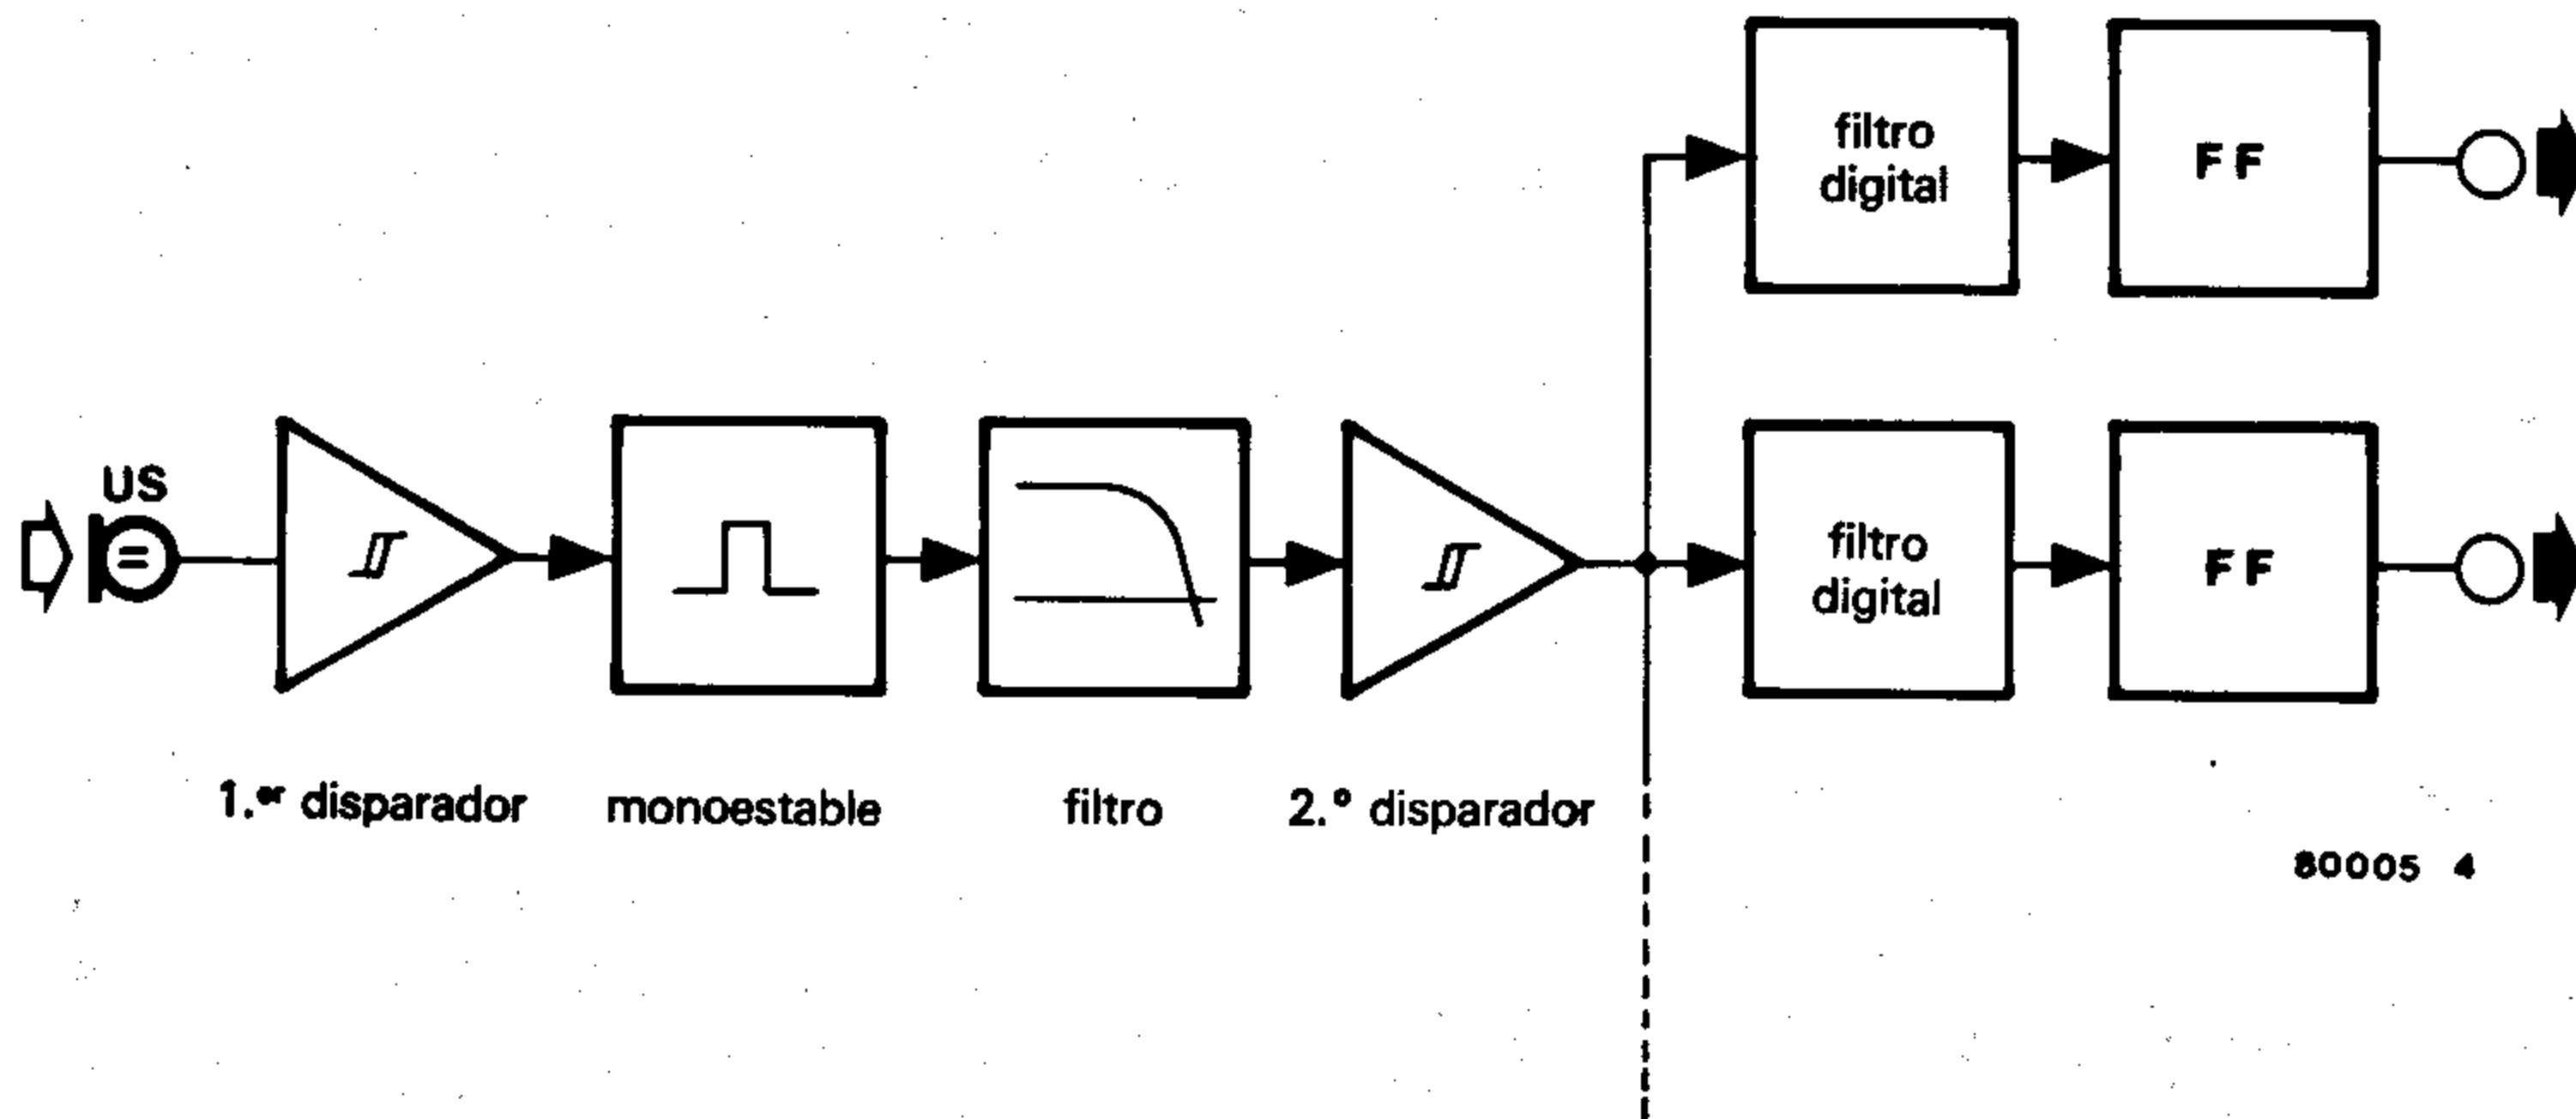 filtro
digital
FF
US
filtro
digital
FF
1.er disparador
monoestable
filtro
2.º disparador
80005 4